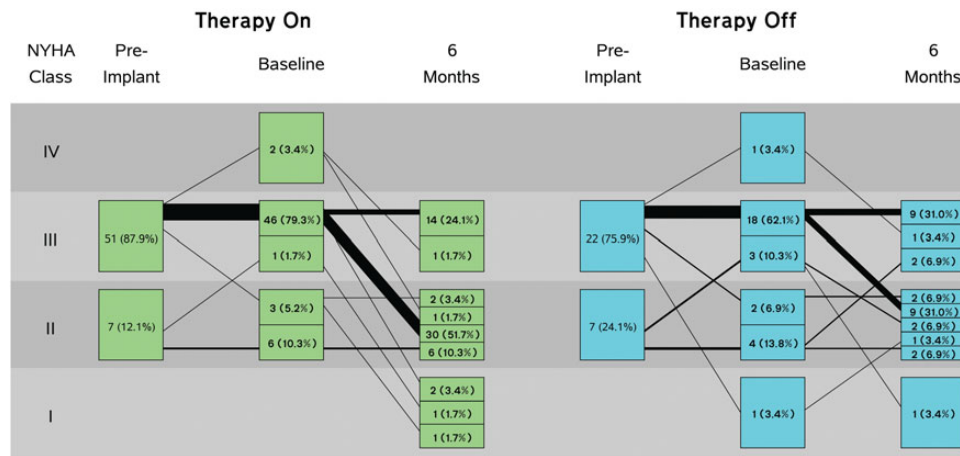 Therapy On
Therapy Off
NYHA Class
Pre-Implant
Baseline
6 Months
Pre-Implant
Baseline
6 Months
IV
2 (3.4%)
1 (3.4%)
III
51 (87.9%)
46 (79.3%)
1 (1.7%)
14 (24.1%)
1 (1.7%)
22 (75.9%)
18 (62.1%)
3 (10.3%)
9 (31.0%)
1 (3.4%)
2 (6.9%)
II
7 (12.1%)
3 (5.2%)
6 (10.3%)
2 (3.4%)
1 (1.7%)
30 (51.7%)
6 (10.3%)
7 (24.1%)
2 (6.9%)
4 (13.8%)
2 (6.9%)
9 (31.0%)
2 (6.9%)
1 (3.4%)
2 (6.9%)
I
2 (3.4%)
1 (1.7%)
1 (1.7%)
1 (3.4%)
1 (3.4%)